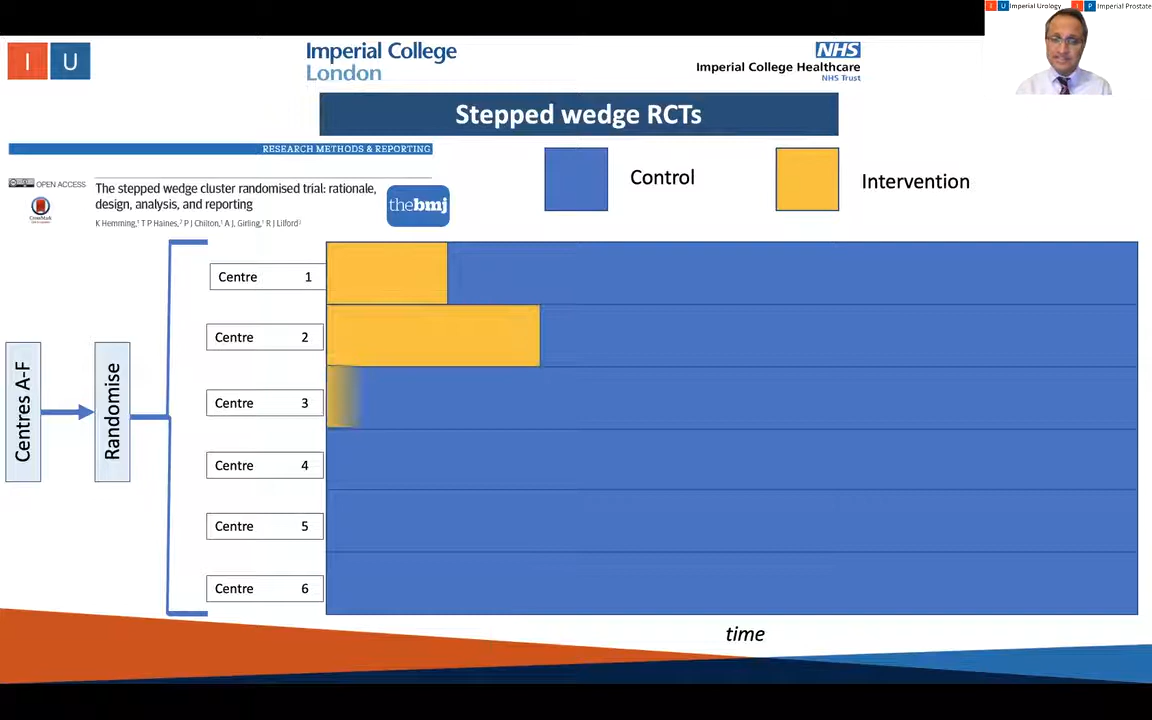 I U Imperial Urology I P Imperial Prostate
I U
Imperial College
London
NHS
Imperial College Healthcare
NHS Trust
Stepped wedge RCTs
RESEARCH METHODS & REPORTING
OPEN ACCESS
CrossMark
The stepped wedge cluster randomised trial: rationale,
design, analysis, and reporting
K Hemming,¹ T P Haines,² P J Chilton,¹ A J, Girling,¹ R J Lilford³
thebmj
Control
Intervention
Centres A-F
Randomise
Centre 1
Centre 2
Centre 3
Centre 4
Centre 5
Centre 6
time